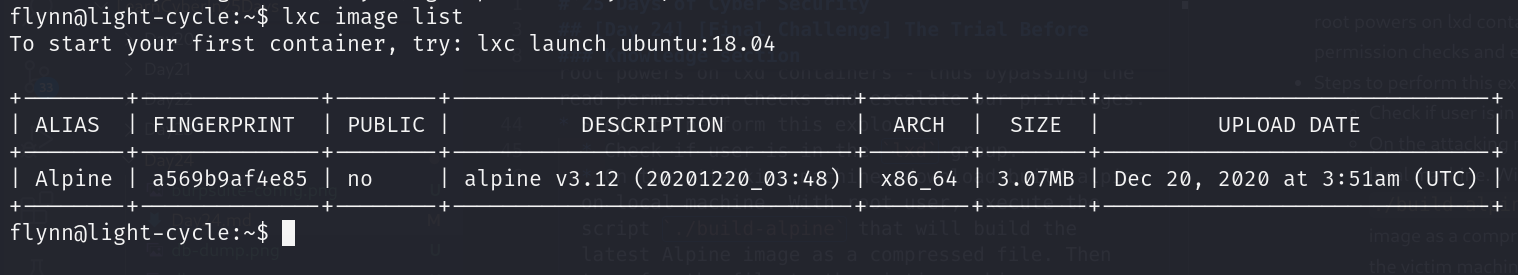 flynn@light-cycle:~$ lxc image list
To start your first container, try: lxc launch ubuntu:18.04
+--------+--------------+--------+-------------------------------+--------+--------+------------------------------+
| ALIAS | FINGERPRINT | PUBLIC | DESCRIPTION | ARCH | SIZE | UPLOAD DATE |
+--------+--------------+--------+-------------------------------+--------+--------+------------------------------+
| Alpine | a569b9af4e85 | no | alpine v3.12 (20201220_03:48) | x86_64 | 3.07MB | Dec 20, 2020 at 3:51am (UTC) |
+--------+--------------+--------+-------------------------------+--------+--------+------------------------------+
flynn@light-cycle:~$